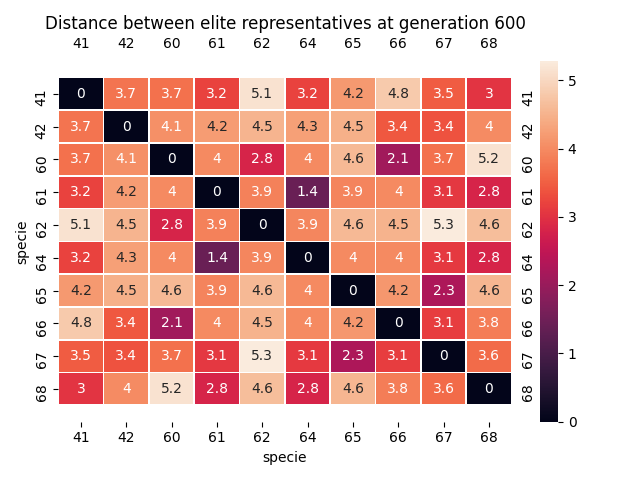 Distance between elite representatives at generation 600
41 42 60 61 62 64 65 66 67 68
41 0 3.7 3.7 3.2 5.1 3.2 4.2 4.8 3.5 3 41
42 3.7 0 4.1 4.2 4.5 4.3 4.5 3.4 3.4 4 42
60 3.7 4.1 0 4 2.8 4 4.6 2.1 3.7 5.2 60
61 3.2 4.2 4 0 3.9 1.4 3.9 4 3.1 2.8 61
62 5.1 4.5 2.8 3.9 0 3.9 4.6 4.5 5.3 4.6 62
64 3.2 4.3 4 1.4 3.9 0 4 4 3.1 2.8 64
65 4.2 4.5 4.6 3.9 4.6 4 0 4.2 2.3 4.6 65
66 4.8 3.4 2.1 4 4.5 4 4.2 0 3.1 3.8 66
67 3.5 3.4 3.7 3.1 5.3 3.1 2.3 3.1 0 3.6 67
68 3 4 5.2 2.8 4.6 2.8 4.6 3.8 3.6 0 68
41 42 60 61 62 64 65 66 67 68
specie
specie
5
4
3
2
1
0